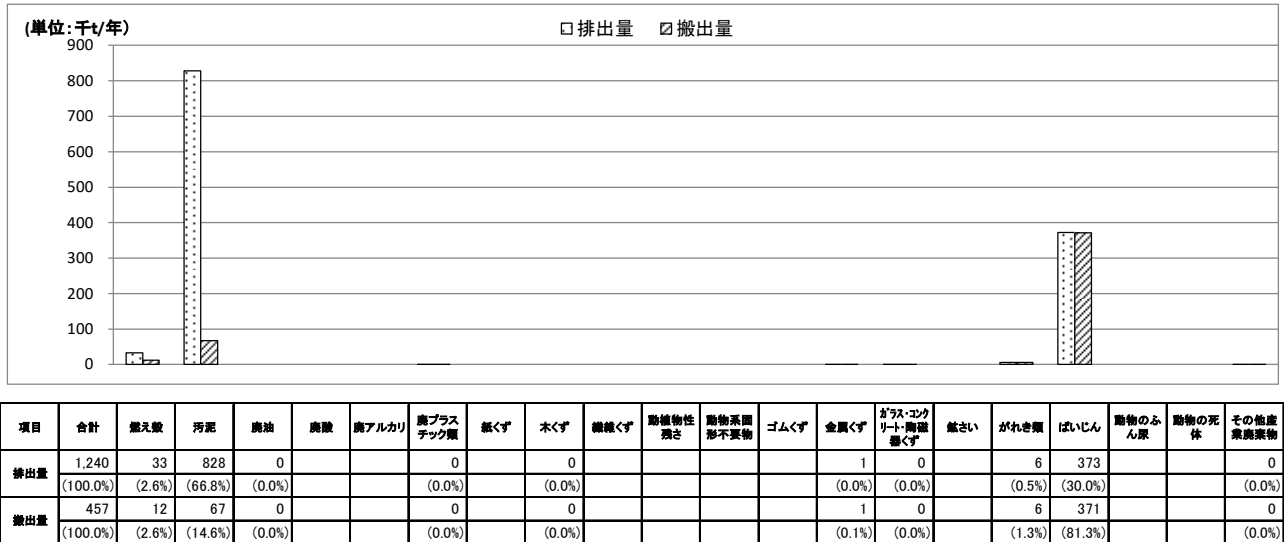 (単位:千t/年)
□排出量 ▨搬出量
900
800
700
600
500
400
300
200
100
0
項目 合計 燃え殻 汚泥 廃油 廃酸 廃アルカリ 廃プラスチック類 紙くず 木くず 繊維くず 動植物性残さ 動物系固形不要物 ゴムくず 金属くず ガラス・コンクリート・陶磁器くず 鉱さい がれき類 ばいじん 動物のふん尿 動物の死体 その他産業廃棄物
排出量 1,240 33 828 0 0 0 1 0 6 373 0
(100.0%) (2.6%) (66.8%) (0.0%) (0.0%) (0.0%) (0.0%) (0.0%) (0.5%) (30.0%) (0.0%)
搬出量 457 12 67 0 0 0 1 0 6 371 0
(100.0%) (2.6%) (14.6%) (0.0%) (0.0%) (0.0%) (0.1%) (0.0%) (1.3%) (81.3%) (0.0%)